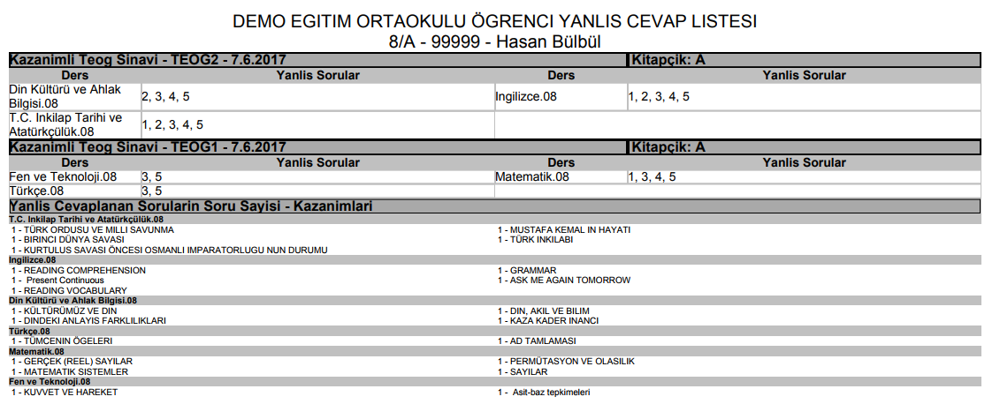 DEMO EGITIM ORTAOKULU ÖGRENCI YANLIS CEVAP LISTESI
8/A - 99999 - Hasan Bülbül
Kazanimli Teog Sinavi - TEOG2 - 7.6.2017 Kitapçik: A
Ders Yanlis Sorular Ders Yanlis Sorular
Din Kültürü ve Ahlak
Bilgisi.08 2, 3, 4, 5 Ingilizce.08 1, 2, 3, 4, 5
T.C. Inkilap Tarihi ve
Atatürkçülük.08 1, 2, 3, 4, 5
Kazanimli Teog Sinavi - TEOG1 - 7.6.2017 Kitapçik: A
Ders Yanlis Sorular Ders Yanlis Sorular
Fen ve Teknoloji.08 3, 5 Matematik.08 1, 3, 4, 5
Türkçe.08 3, 5
Yanlis Cevaplanan Sorularin Soru Sayisi - Kazanimlari
T.C. Inkilap Tarihi ve Atatürkçülük.08
1 - TÜRK ORDUSU VE MILLI SAVUNMA 1 - MUSTAFA KEMAL IN HAYATI
1 - BIRINCI DÜNYA SAVASI 1 - TÜRK INKILABI
1 - KURTULUS SAVASI ÖNCESI OSMANLI IMPARATORLUGU NUN DURUMU
Ingilizce.08
1 - READING COMPREHENSION 1 - GRAMMAR
1 - Present Continuous 1 - ASK ME AGAIN TOMORROW
1 - READING VOCABULARY
Din Kültürü ve Ahlak Bilgisi.08
1 - KÜLTÜRÜMÜZ VE DIN 1 - DIN, AKIL VE BILIM
1 - DINDEKI ANLAYIS FARKLILIKLARI 1 - KAZA KADER INANCI
Türkçe.08
1 - TÜMCENIN ÖGELERI 1 - AD TAMLAMASI
Matematik.08
1 - GERÇEK (REEL) SAYILAR 1 - PERMÜTASYON VE OLASILIK
1 - MATEMATIK SISTEMLER 1 - SAYILAR
Fen ve Teknoloji.08
1 - KUVVET VE HAREKET 1 - Asit-baz tepkimeleri